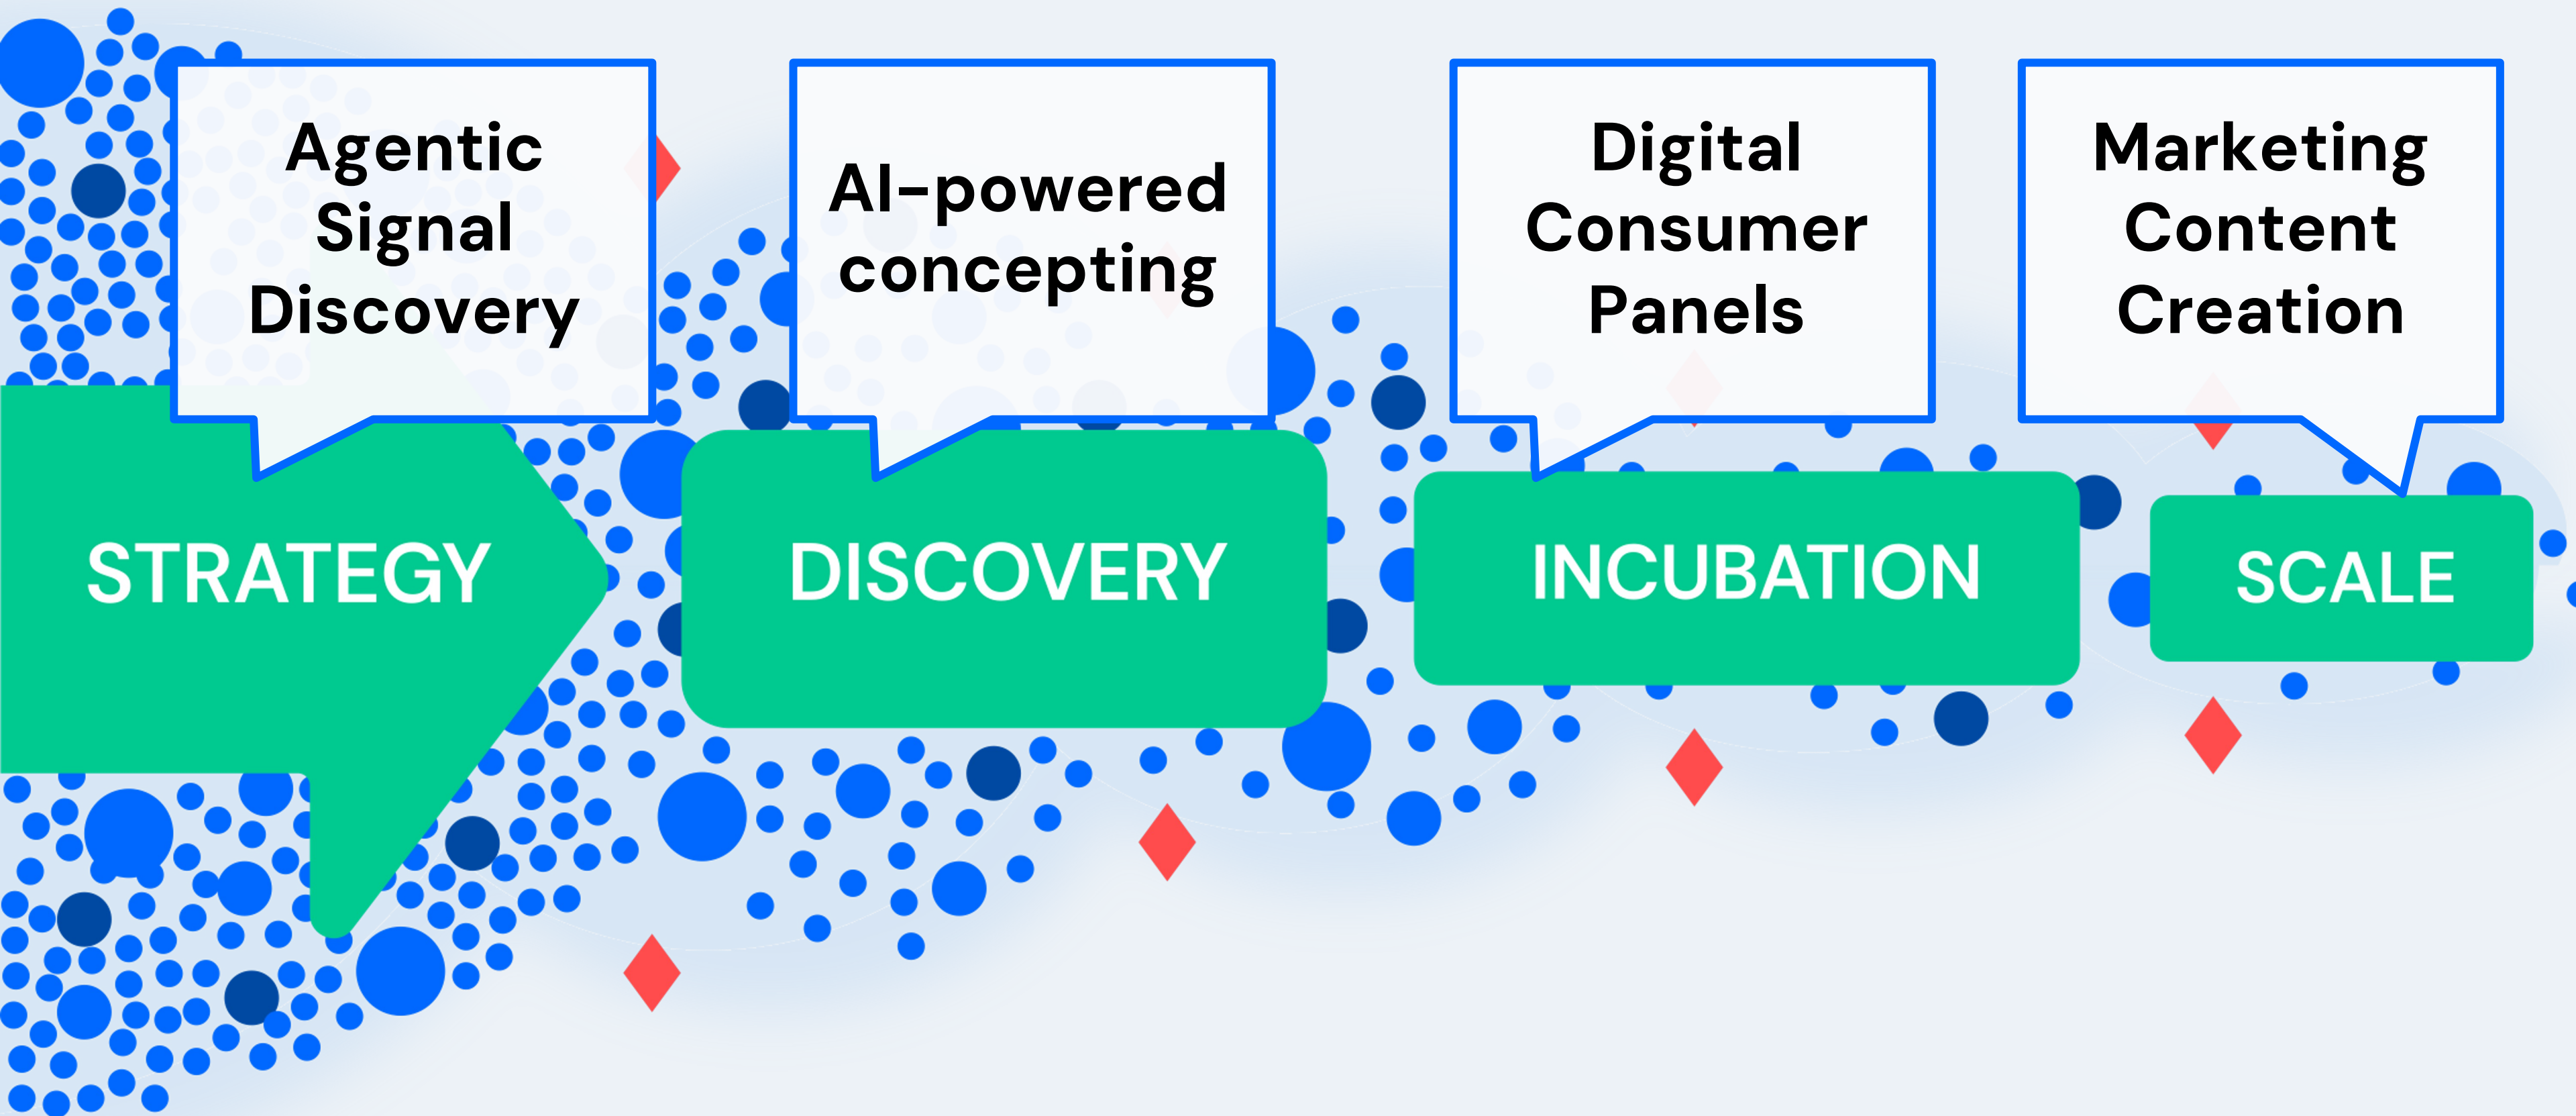 Agentic
Signal
Discovery
AI-powered
concepting
Digital
Consumer
Panels
Marketing
Content
Creation
STRATEGY
DISCOVERY
INCUBATION
SCALE